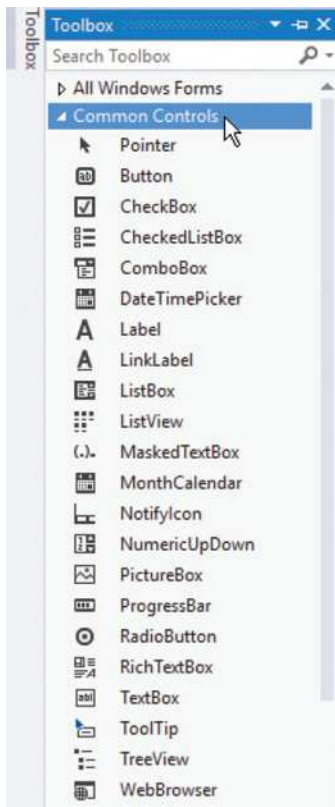 Toolbox
Toolbox
Search Toolbox
All Windows Forms
Common Controls
Pointer
Button
CheckBox
CheckedListBox
ComboBox
DateTimePicker
Label
LinkLabel
ListBox
ListView
MaskedTextBox
MonthCalendar
NotifyIcon
NumericUpDown
PictureBox
ProgressBar
RadioButton
RichTextBox
TextBox
ToolTip
TreeView
WebBrowser